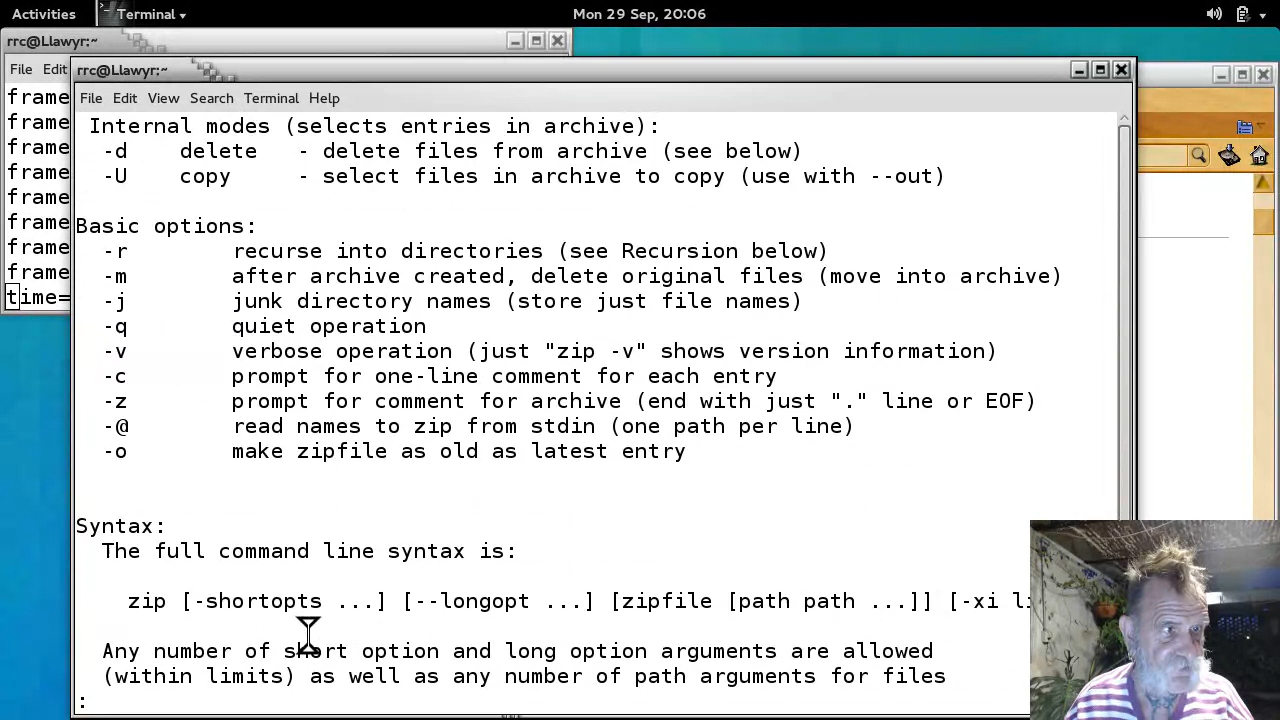 Activities
Terminal
Mon 29 Sep, 20:06
rrc@Llawyr:~
File Edit
frame
frame
frame
frame
frame
frame
frame
frame
time=
rrc@Llawyr:~
File Edit View Search Terminal Help
Internal modes (selects entries in archive):
-d delete - delete files from archive (see below)
-U copy - select files in archive to copy (use with --out)
Basic options:
-r recurse into directories (see Recursion below)
-m after archive created, delete original files (move into archive)
-j junk directory names (store just file names)
-q quiet operation
-v verbose operation (just "zip -v" shows version information)
-c prompt for one-line comment for each entry
-z prompt for comment for archive (end with just "." line or EOF)
-@ read names to zip from stdin (one path per line)
-o make zipfile as old as latest entry
Syntax:
The full command line syntax is:
zip [-shortopts ...] [--longopt ...] [zipfile [path path ...]] [-xi li
Any number of short option and long option arguments are allowed
(within limits) as well as any number of path arguments for files
: